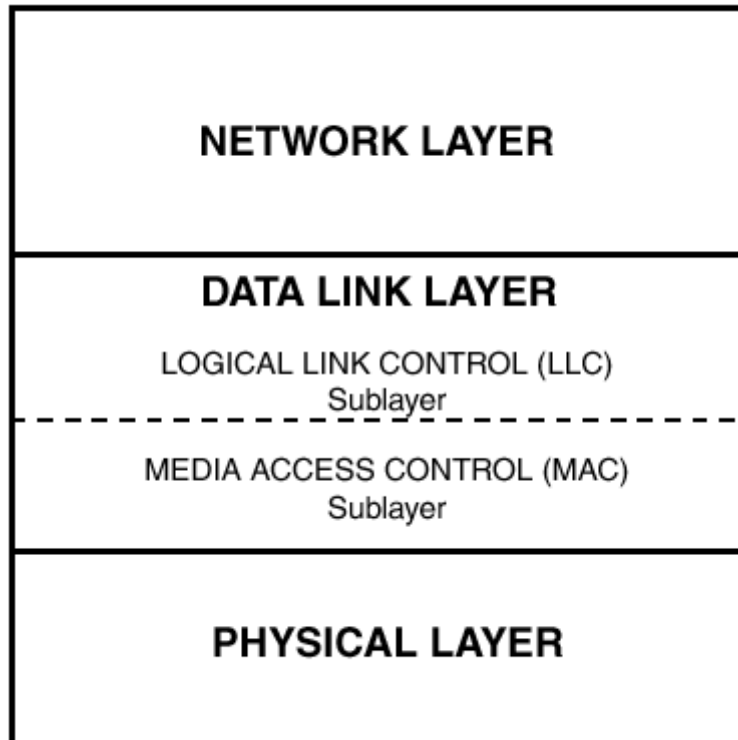 NETWORK LAYER
DATA LINK LAYER
LOGICAL LINK CONTROL (LLC)
Sublayer
MEDIA ACCESS CONTROL (MAC)
Sublayer
PHYSICAL LAYER